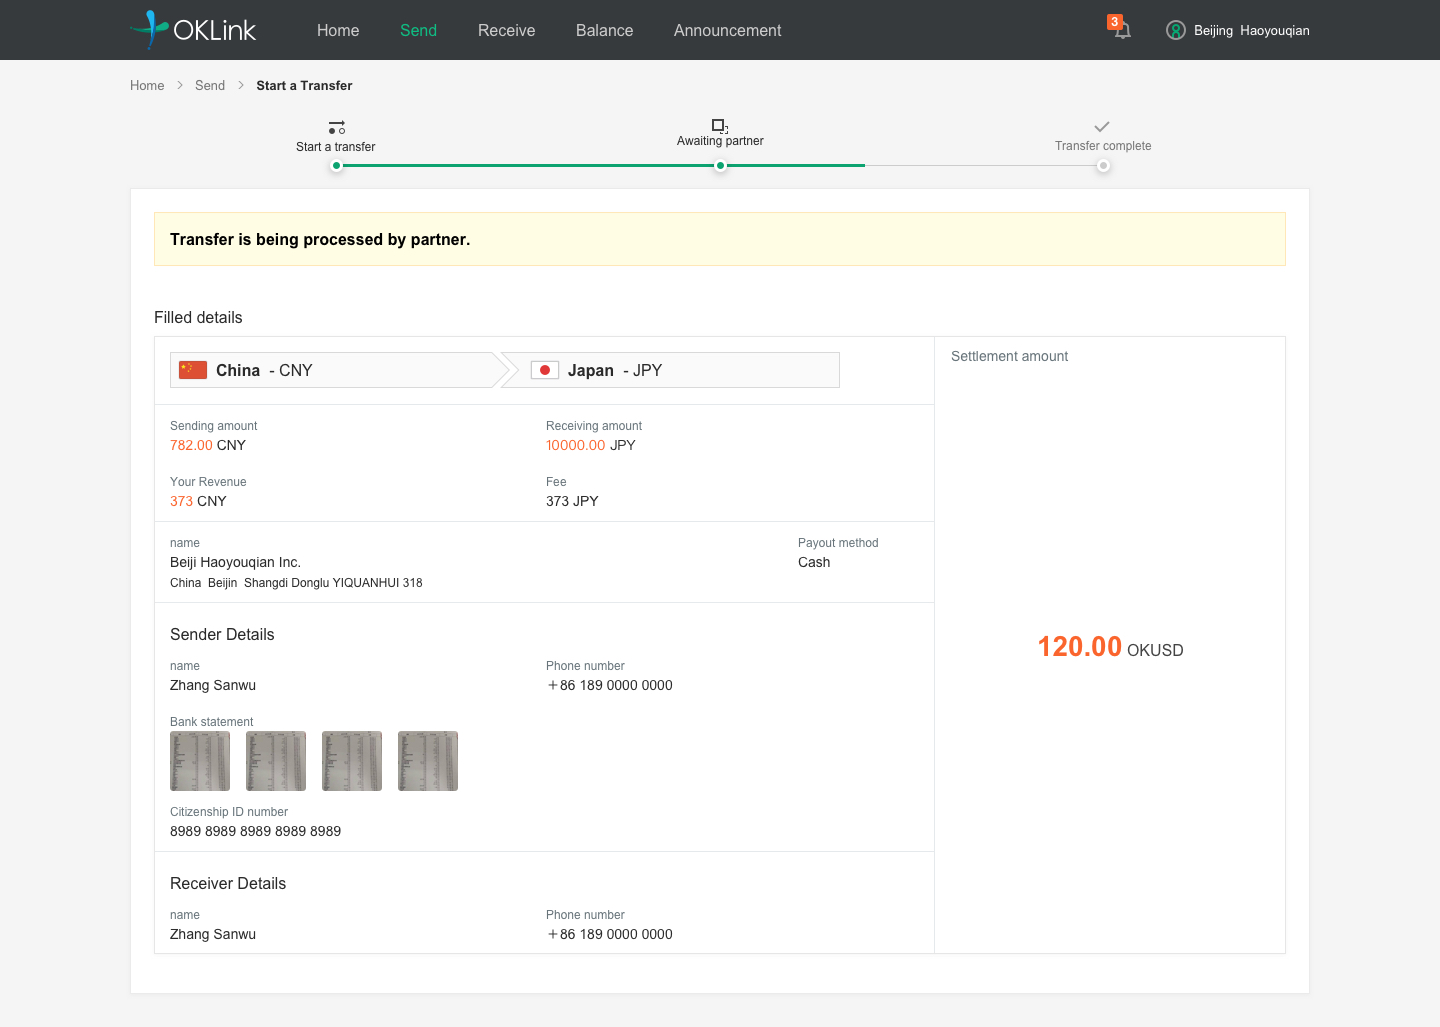 OKLink
Home Send Receive Balance Announcement
3
Beijing Haoyouqian
Home > Send > Start a Transfer
Start a transfer
Awaiting partner
Transfer complete
Transfer is being processed by partner.
Filled details
China - CNY
Japan - JPY
Settlement amount
Sending amount
782.00 CNY
Receiving amount
10000.00 JPY
Your Revenue
373 CNY
Fee
373 JPY
name
Beiji Haoyouqian Inc.
China Beijin Shangdi Donglu YIQUANHUI 318
Payout method
Cash
120.00 OKUSD
Sender Details
name
Zhang Sanwu
Phone number
+86 189 0000 0000
Bank statement
Citizenship ID number
8989 8989 8989 8989 8989
Receiver Details
name
Zhang Sanwu
Phone number
+86 189 0000 0000